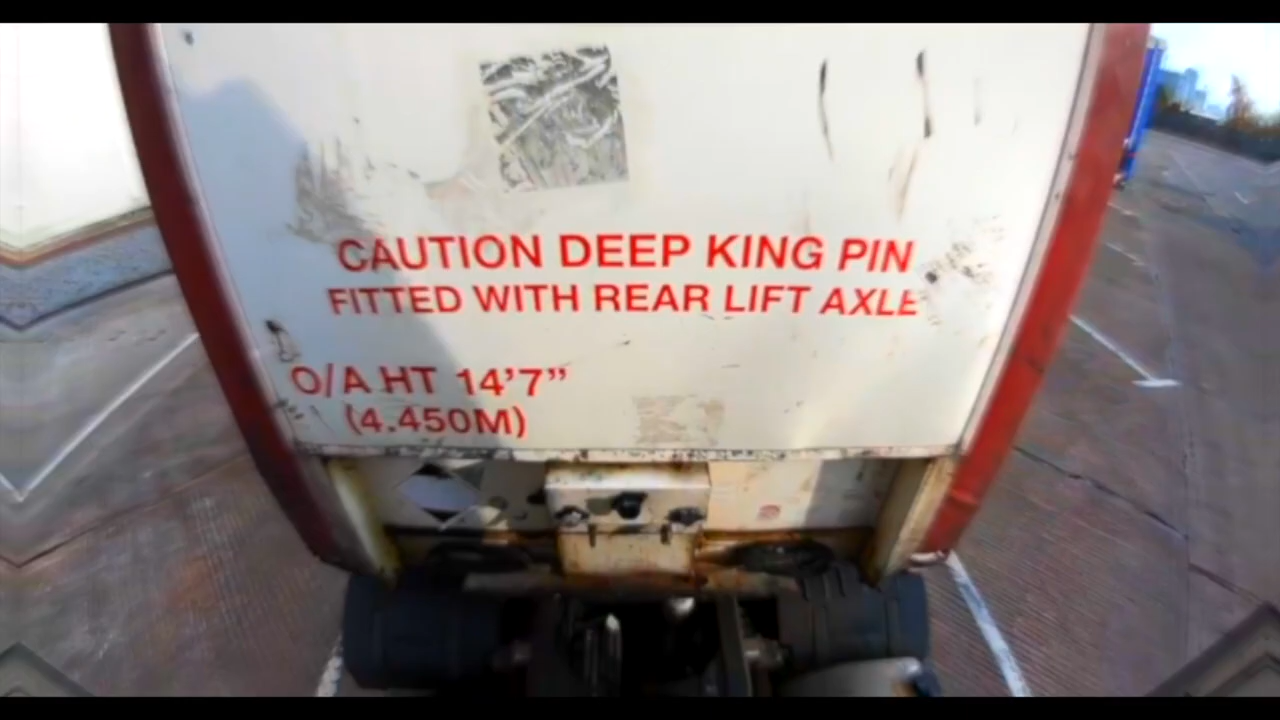 CAUTION DEEP KING PIN
FITTED WITH REAR LIFT AXLE
O/A HT 14'7"
(4.450M)